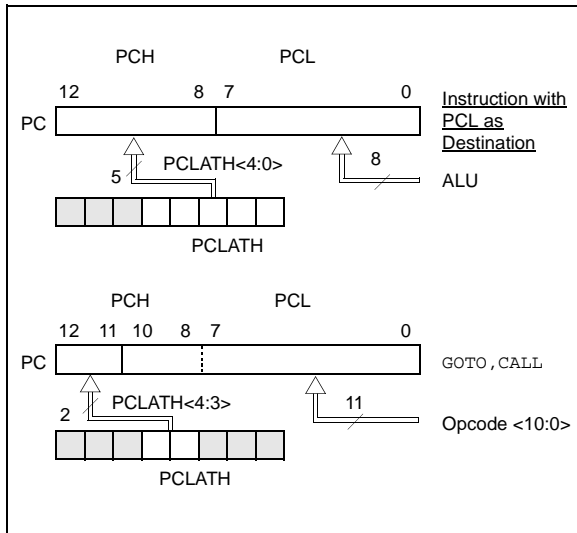 PCH PCL
12 8 7 0
Instruction with
PCL as
Destination
PC
PCLATH<4:0>
5
8
ALU
PCLATH
PCH PCL
12 11 10 8 7 0
PC
GOTO,CALL
PCLATH<4:3>
2
11
Opcode <10:0>
PCLATH